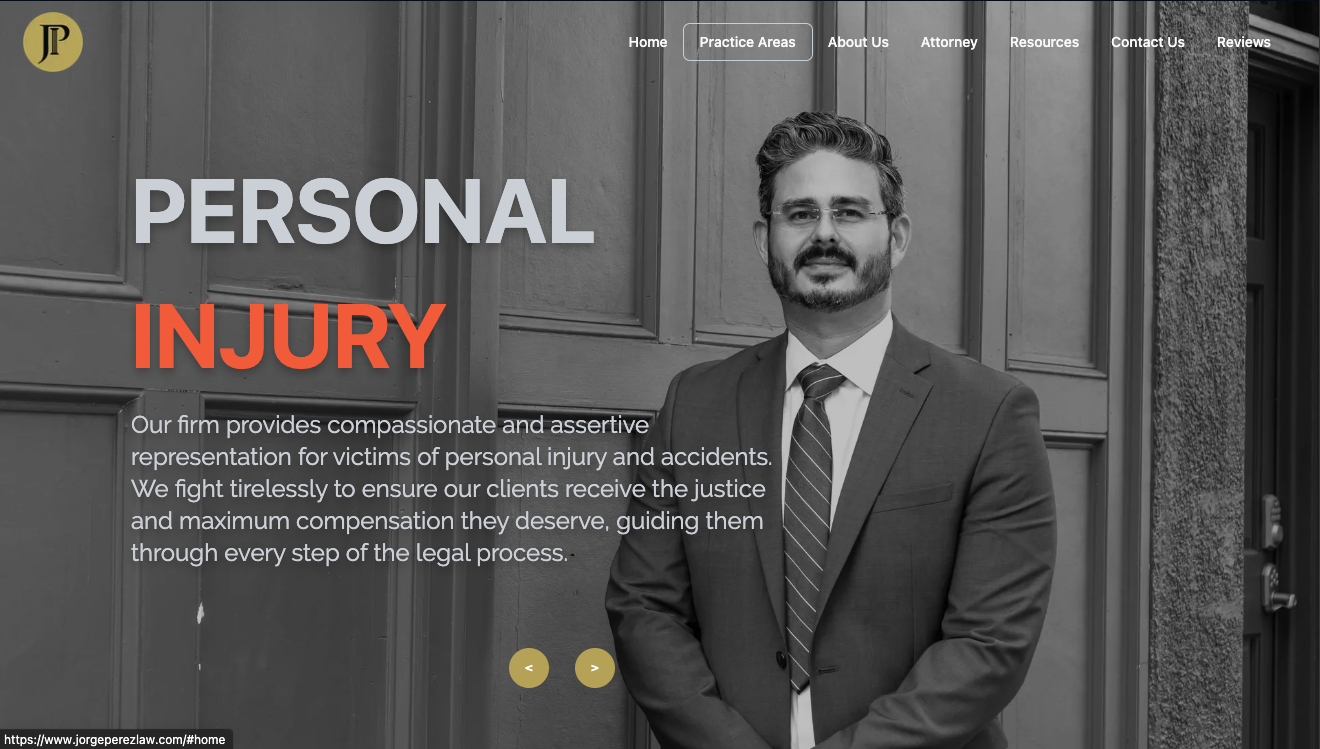 JP
Home
Practice Areas
About Us
Attorney
Resources
Contact Us
Reviews
PERSONAL
INJURY
Our firm provides compassionate and assertive
representation for victims of personal injury and accidents.
We fight tirelessly to ensure our clients receive the justice
and maximum compensation they deserve, guiding them
through every step of the legal process.
<
>
https://www.jorgeperezlaw.com/#home